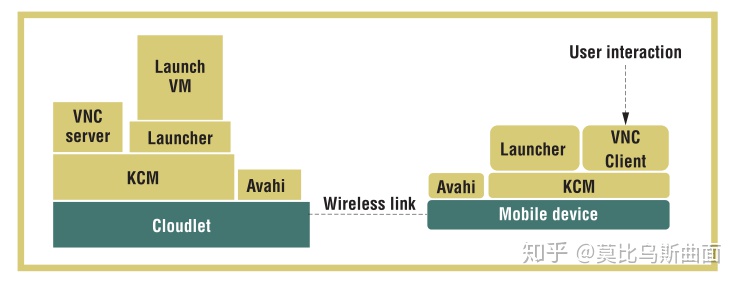 User interaction
Launch
VM
VNC
server
Launcher
KCM
Avahi
Cloudlet
Wireless link
Launcher
VNC
Client
Avahi
KCM
Mobile device
知乎 @莫比乌斯曲面